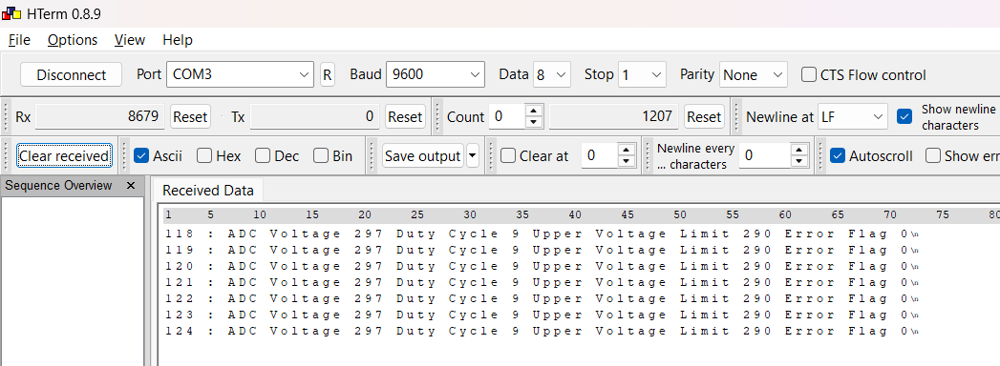 HTerm 0.8.9
File Options View Help
Disconnect Port COM3 R Baud 9600 Data 8 Stop 1 Parity None CTS Flow control
Rx 8679 Reset Tx 0 Reset Count 0 1207 Reset Newline at LF Show newline
characters
Clear received Ascii Hex Dec Bin Save output Clear at 0 Newline every
... characters 0 Autoscroll Show err
Sequence Overview × Received Data
1 5 10 15 20 25 30 35 40 45 50 55 60 65 70 75 80
118 : ADC Voltage 297 Duty Cycle 9 Upper Voltage Limit 290 Error Flag 0\n
119 : ADC Voltage 297 Duty Cycle 9 Upper Voltage Limit 290 Error Flag 0\n
120 : ADC Voltage 297 Duty Cycle 9 Upper Voltage Limit 290 Error Flag 0\n
121 : ADC Voltage 297 Duty Cycle 9 Upper Voltage Limit 290 Error Flag 0\n
122 : ADC Voltage 297 Duty Cycle 9 Upper Voltage Limit 290 Error Flag 0\n
123 : ADC Voltage 297 Duty Cycle 9 Upper Voltage Limit 290 Error Flag 0\n
124 : ADC Voltage 297 Duty Cycle 9 Upper Voltage Limit 290 Error Flag 0\n